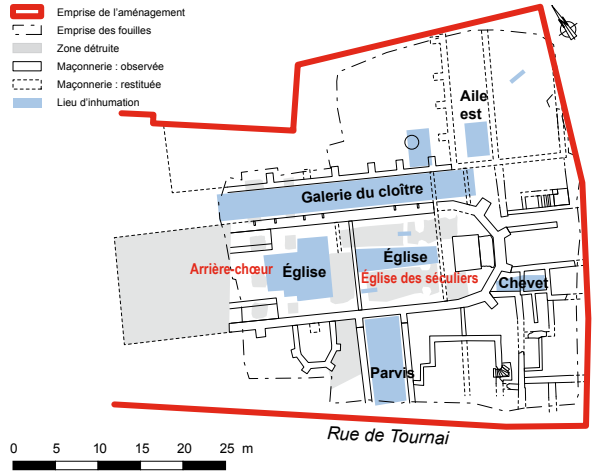 Emprise de l'aménagement
Emprise des fouilles
Zone détruite
Maçonnerie : observée
Maçonnerie : restituée
Lieu d'inhumation
Aile
est
Galerie du cloître
Arrière-chœur
Église
Église
Église des séculiers
Chevet
Parvis
Rue de Tournai
0 5 10 15 20 25 m